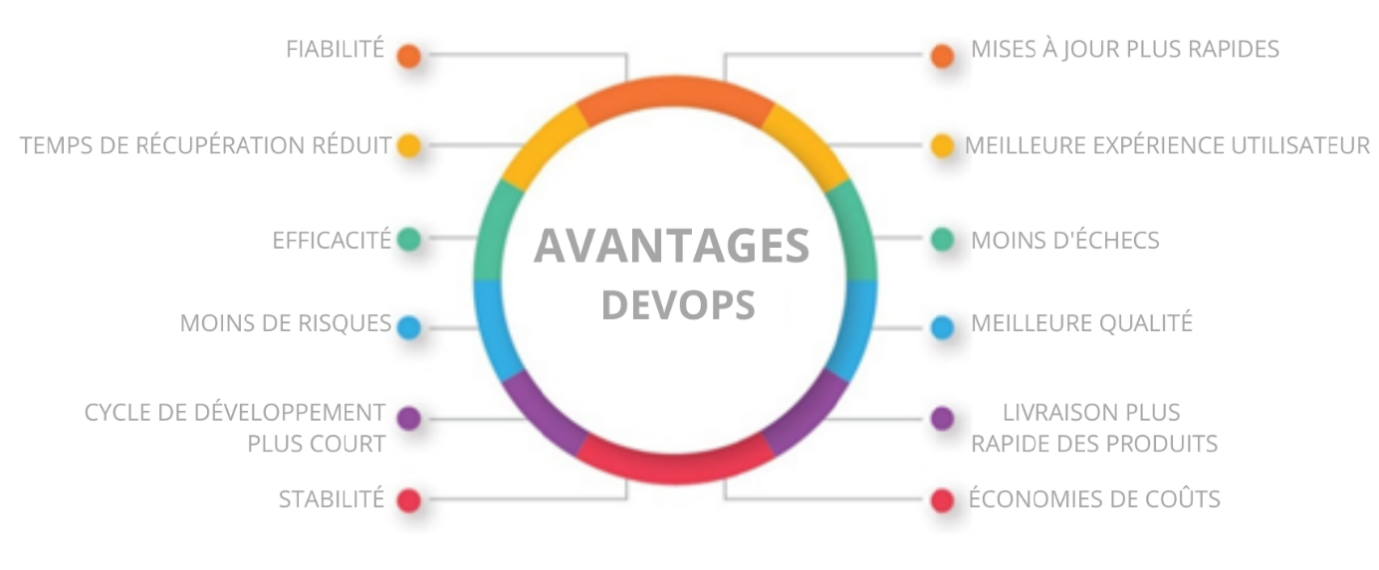 FIABILITÉ
MISES À JOUR PLUS RAPIDES
TEMPS DE RÉCUPÉRATION RÉDUIT
MEILLEURE EXPÉRIENCE UTILISATEUR
EFFICACITÉ
MOINS D'ÉCHECS
AVANTAGES
DEVOPS
MOINS DE RISQUES
MEILLEURE QUALITÉ
CYCLE DE DÉVELOPPEMENT
PLUS COURT
LIVRAISON PLUS
RAPIDE DES PRODUITS
STABILITÉ
ÉCONOMIES DE COÛTS